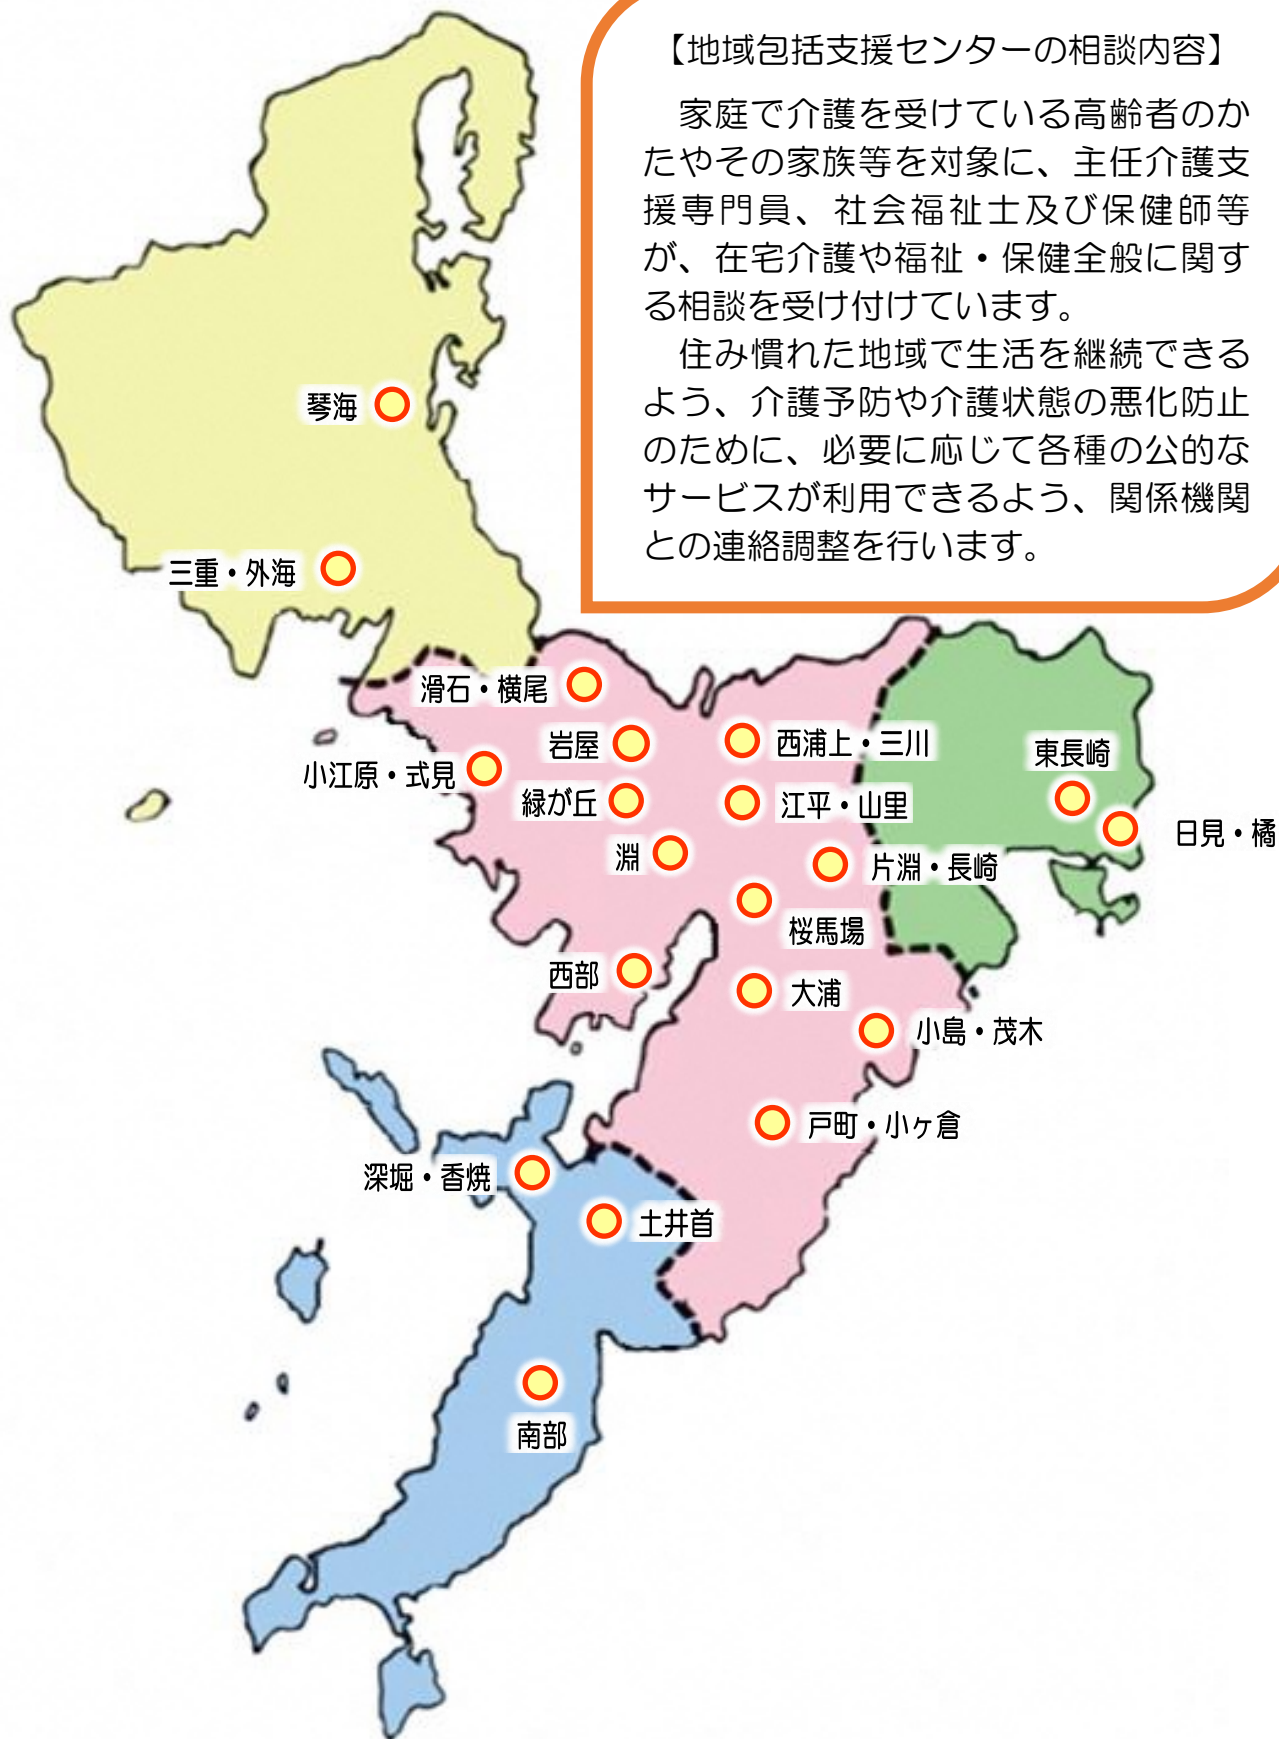 【地域包括支援センターの相談内容】
家庭で介護を受けている高齢者のか
たやその家族等を対象に、主任介護支
援専門員、社会福祉士及び保健師等
が、在宅介護や福祉・保健全般に関す
る相談を受け付けています。
住み慣れた地域で生活を継続できる
よう、介護予防や介護状態の悪化防止
のために、必要に応じて各種の公的な
サービスが利用できるよう、関係機関
との連絡調整を行います。
琴海
三重・外海
滑石・横尾
岩屋
西浦上・三川
東長崎
小江原・式見
緑が丘
江平・山里
日見・橘
淵
片淵・長崎
桜馬場
西部
大浦
小島・茂木
戸町・小ヶ倉
深堀・香焼
土井首
南部